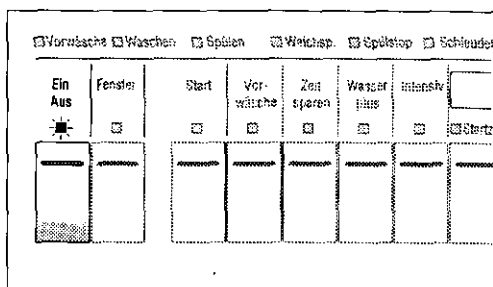 Vorwäsche Waschen Spülen Weichsp. Spülstop Schleuder
Ein
Aus
Fenster
Start
Vor-
wäsche
Zeit
sparen
Wasser
plus
Intensiv
Startz